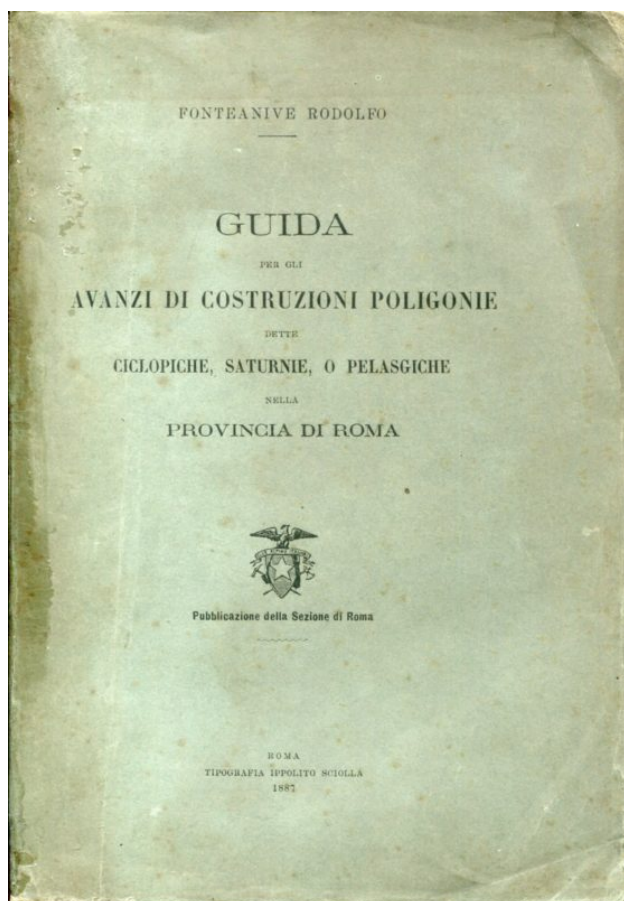 FONTEANIVE RODOLFO
GUIDA
PER GLI
AVANZI DI COSTRUZIONI POLIGONIE
DETTE
CICLOPICHE, SATURNIE, O PELASGICHE
NELLA
PROVINCIA DI ROMA
Pubblicazione della Sezione di Roma
ROMA
TIPOGRAFIA IPPOLITO SCIOLLA
1887